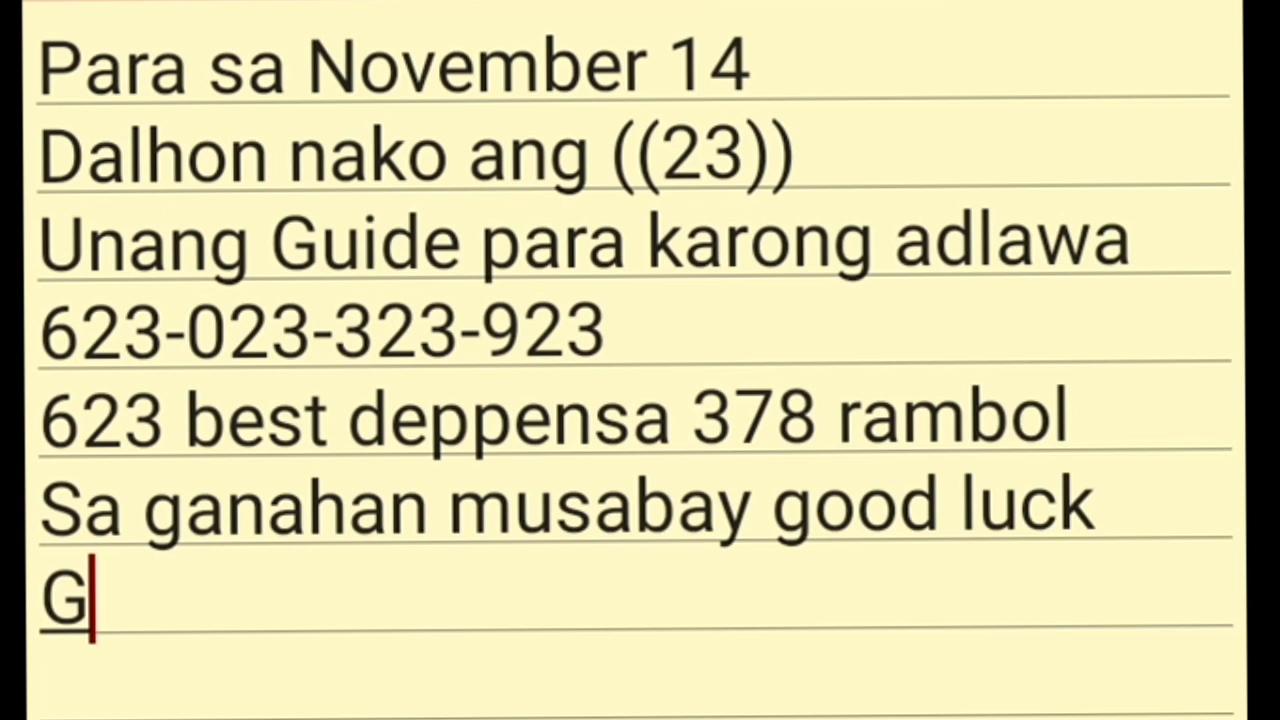 Para sa November 14
Dalhon nako ang ((23))
Unang Guide para karong adlawa
623-023-323-923
623 best deppensa 378 rambol
Sa ganahan musabay good luck
G